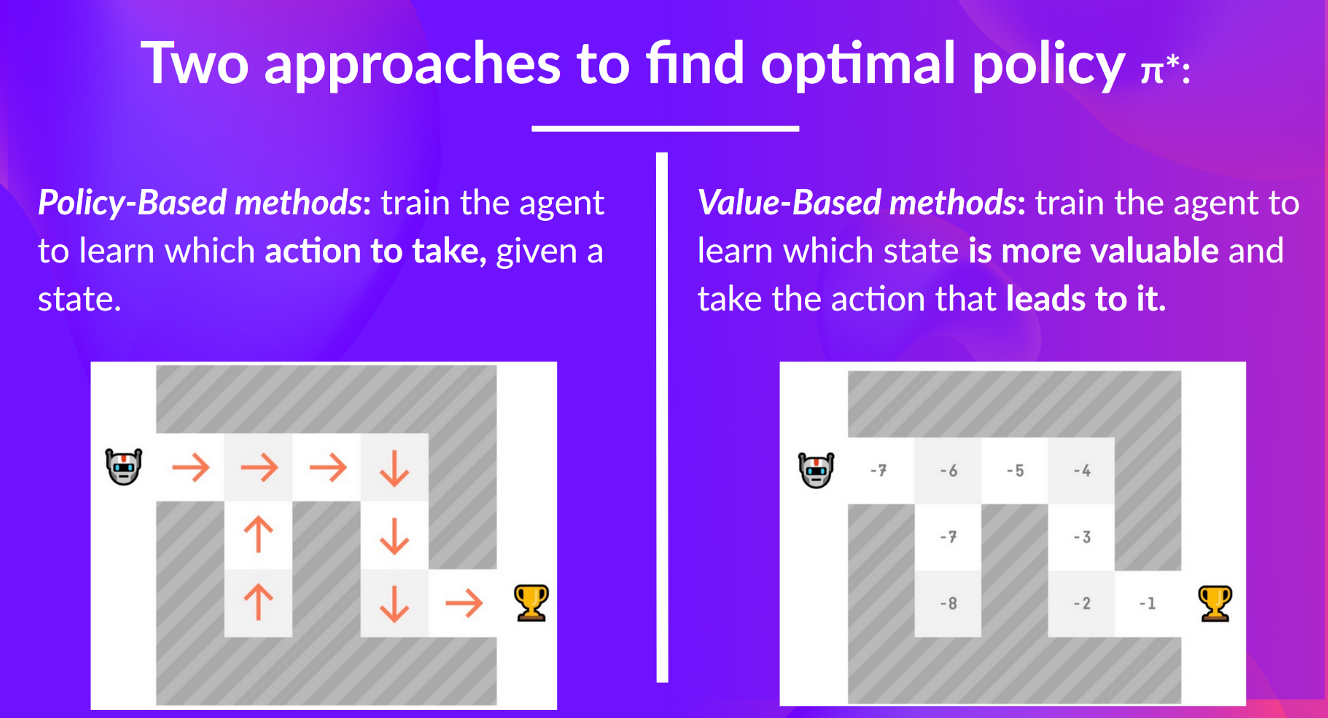 Two approaches to find optimal policy π*:
Policy-Based methods: train the agent
to learn which action to take, given a
state.
Value-Based methods: train the agent to
learn which state is more valuable and
take the action that leads to it.
→ → → ↓
↑ ↓
↑ ↓ →
-7 -6 -5 -4
-7 -3
-8 -2 -1